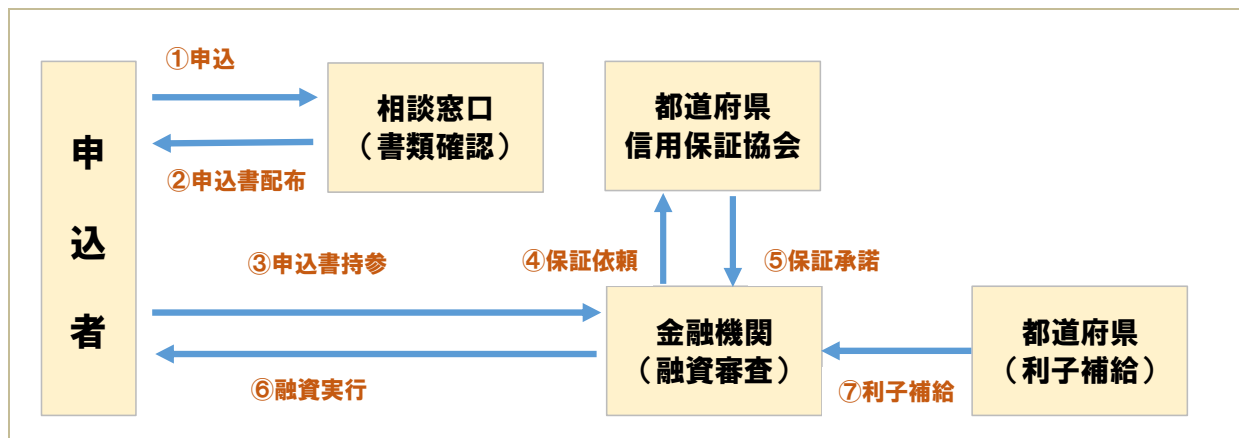 ①申込
相談窓口
（書類確認）
②申込書配布
申込者
都道府県
信用保証協会
③申込書持参
④保証依頼
⑤保証承諾
金融機関
（融資審査）
⑥融資実行
都道府県
（利子補給）
⑦利子補給